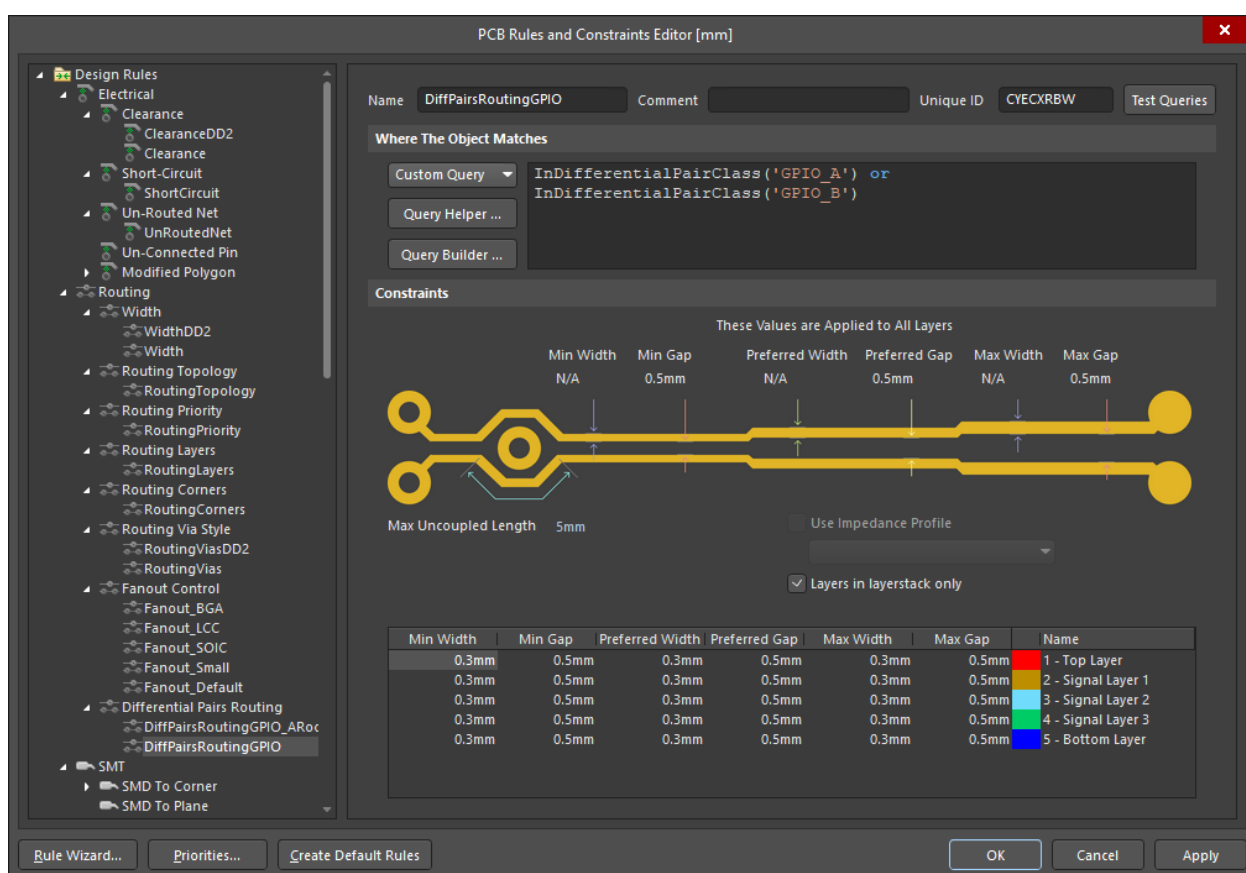 PCB Rules and Constraints Editor [mm]
Design Rules
Electrical
Clearance
ClearanceDD2
Clearance
Short-Circuit
ShortCircuit
Un-Routed Net
UnRoutedNet
Un-Connected Pin
Modified Polygon
Routing
Width
WidthDD2
Width
Routing Topology
RoutingTopology
Routing Priority
RoutingPriority
Routing Layers
RoutingLayers
Routing Corners
RoutingCorners
Routing Via Style
RoutingViasDD2
RoutingVias
Fanout Control
Fanout_BGA
Fanout_LCC
Fanout_SOIC
Fanout_Small
Fanout_Default
Differential Pairs Routing
DiffPairsRoutingGPIO_ARoc
DiffPairsRoutingGPIO
SMT
SMD To Corner
SMD To Plane
Name DiffPairsRoutingGPIO Comment Unique ID CYECXRBW Test Queries
Where The Object Matches
Custom Query
Query Helper ...
Query Builder ...
InDifferentialPairClass('GPIO_A') or
InDifferentialPairClass('GPIO_B')
Constraints
These Values are Applied to All Layers
Min Width Min Gap Preferred Width Preferred Gap Max Width Max Gap
N/A 0.5mm N/A 0.5mm N/A 0.5mm
Max Uncoupled Length 5mm
Use Impedance Profile
Layers in layerstack only
Min Width Min Gap Preferred Width Preferred Gap Max Width Max Gap Name
0.3mm 0.5mm 0.3mm 0.5mm 0.3mm 0.5mm 1 - Top Layer
0.3mm 0.5mm 0.3mm 0.5mm 0.3mm 0.5mm 2 - Signal Layer 1
0.3mm 0.5mm 0.3mm 0.5mm 0.3mm 0.5mm 3 - Signal Layer 2
0.3mm 0.5mm 0.3mm 0.5mm 0.3mm 0.5mm 4 - Signal Layer 3
0.3mm 0.5mm 0.3mm 0.5mm 0.3mm 0.5mm 5 - Bottom Layer
Rule Wizard... Priorities... Create Default Rules OK Cancel Apply